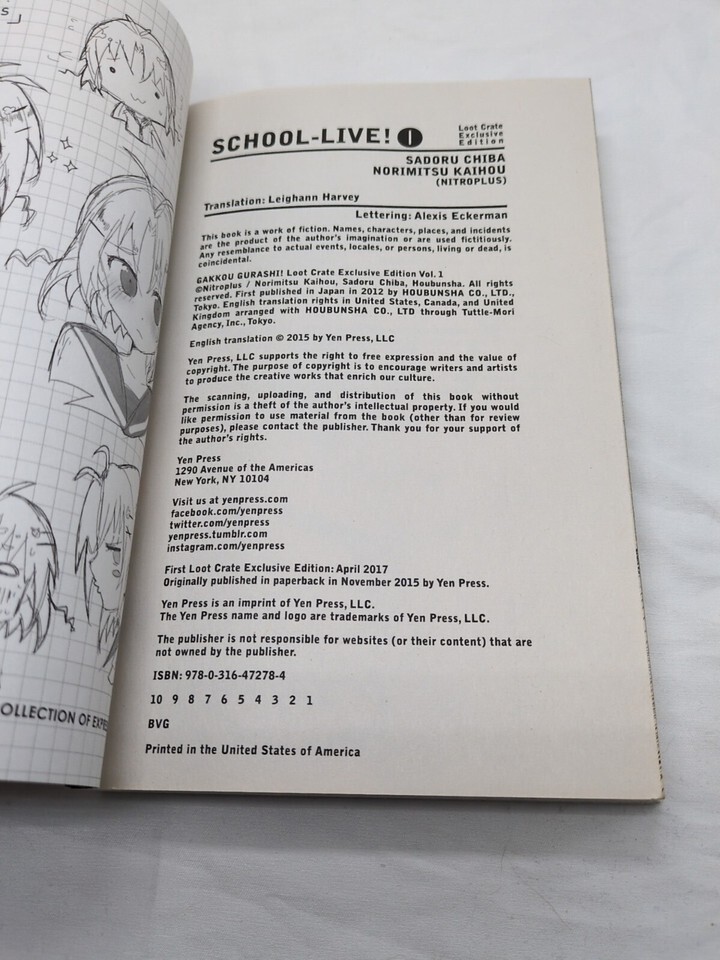 S
OLLECTION OF EXPRE
SCHOOL-LIVE! 1
Loot Crate
Exclusive
Edition
SADORU CHIBA
NORIMITSU KAIHOU
(NITROPLUS)
Translation: Leighann Harvey
Lettering: Alexis Eckerman
This book is a work of fiction. Names, characters, places, and incidents
are the product of the author's imagination or are used fictitiously.
Any resemblance to actual events, locales, or persons, living or dead, is
coincidental.
GAKKOU GURASHI! Loot Crate Exclusive Edition Vol. 1
©Nitroplus / Norimitsu Kaihou, Sadoru Chiba, Houbunsha. All rights
reserved. First published in Japan in 2012 by HOUBUNSHA CO., LTD.,
Tokyo. English translation rights in United States, Canada, and United
Kingdom arranged with HOUBUNSHA CO., LTD through Tuttle-Mori
Agency, Inc., Tokyo.
English translation © 2015 by Yen Press, LLC
Yen Press, LLC supports the right to free expression and the value of
copyright. The purpose of copyright is to encourage writers and artists
to produce the creative works that enrich our culture.
The scanning, uploading, and distribution of this book without
permission is a theft of the author's intellectual property. If you would
like permission to use material from the book (other than for review
purposes), please contact the publisher. Thank you for your support of
the author's rights.
Yen Press
1290 Avenue of the Americas
New York, NY 10104
Visit us at yenpress.com
facebook.com/yenpress
twitter.com/yenpress
yenpress.tumblr.com
instagram.com/yenpress
First Loot Crate Exclusive Edition: April 2017
Originally published in paperback in November 2015 by Yen Press.
Yen Press is an imprint of Yen Press, LLC.
The Yen Press name and logo are trademarks of Yen Press, LLC.
The publisher is not responsible for websites (or their content) that are
not owned by the publisher.
ISBN: 978-0-316-47278-4
10 9 8 7 6 5 4 3 2 1
BVG
Printed in the United States of America